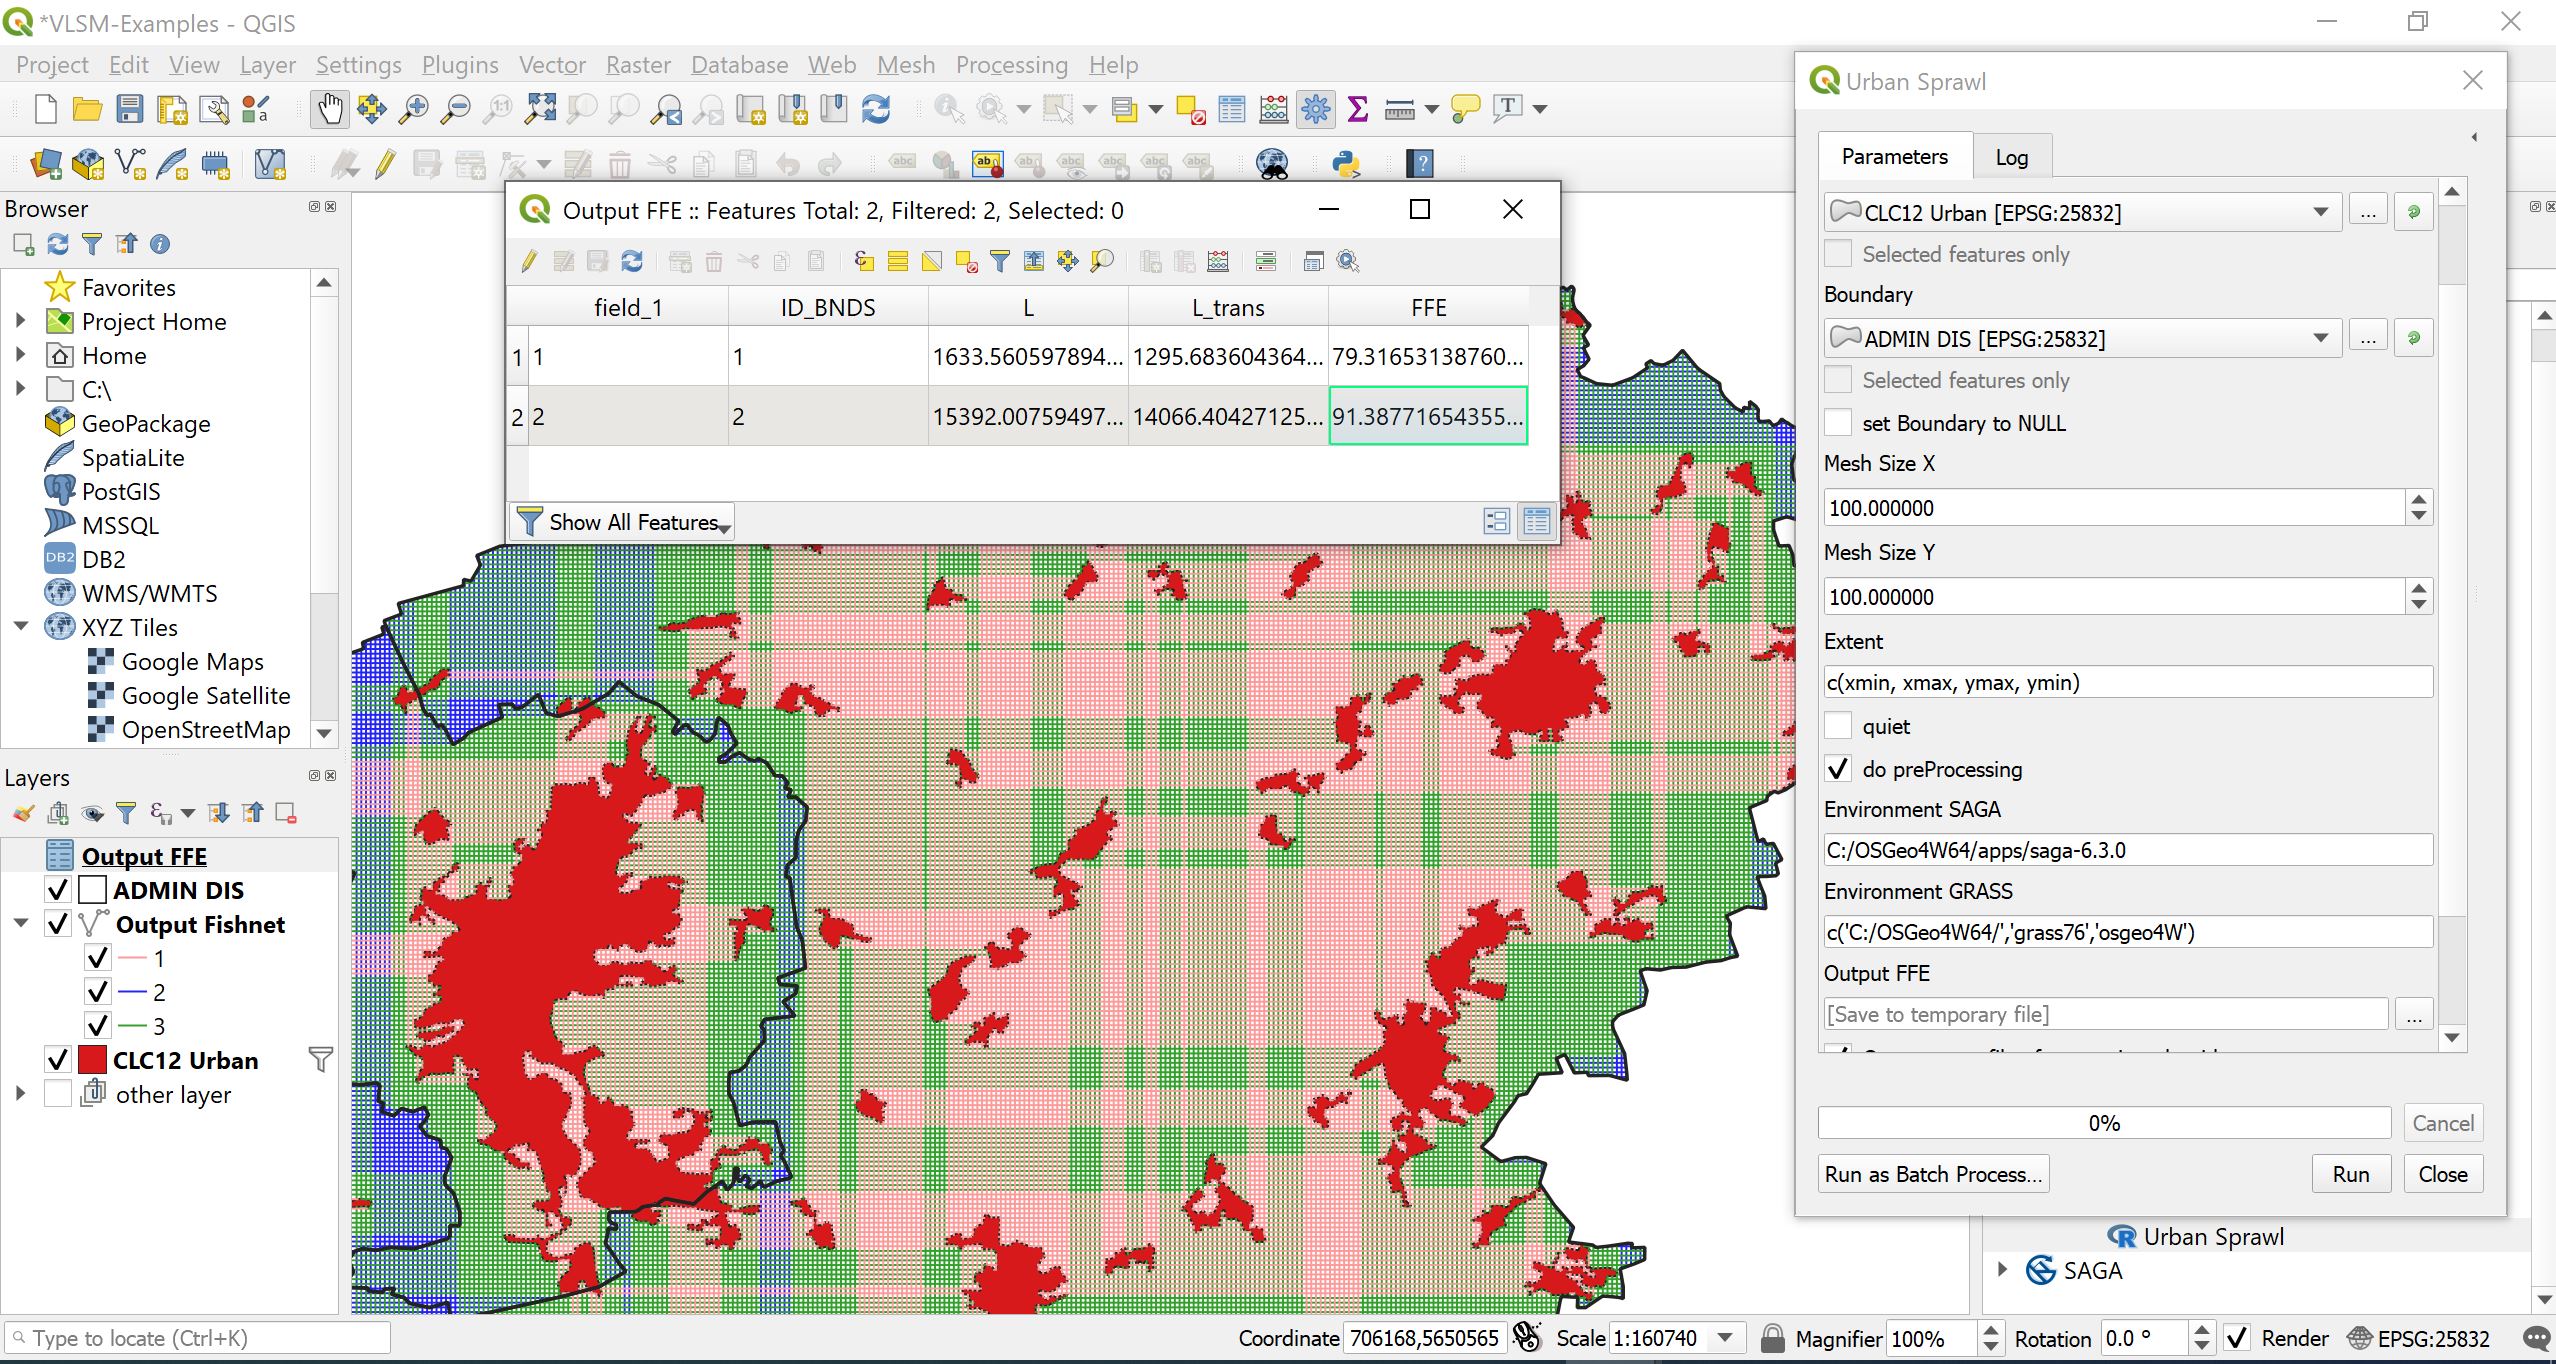 *VLSM-Examples - QGIS
Project Edit View Layer Settings Plugins Vector Raster Database Web Mesh Processing Help
Browser
Favorites
Project Home
Home
C:\
GeoPackage
SpatiaLite
PostGIS
MSSQL
DB2
WMS/WMTS
XYZ Tiles
Google Maps
Google Satellite
OpenStreetMap
Layers
Output FFE
ADMIN DIS
Output Fishnet
1
2
3
CLC12 Urban
other layer
Output FFE :: Features Total: 2, Filtered: 2, Selected: 0
field_1 ID_BNDS L L_trans FFE
1 1 1 1633.560597894... 1295.683604364... 79.31653138760...
2 2 2 15392.00759497... 14066.40427125... 91.38771654355...
Show All Features
Urban Sprawl
Parameters Log
CLC12 Urban [EPSG:25832] ...
Selected features only
Boundary
ADMIN DIS [EPSG:25832] ...
Selected features only
set Boundary to NULL
Mesh Size X
100.000000
Mesh Size Y
100.000000
Extent
c(xmin, xmax, ymax, ymin)
quiet
do preProcessing
Environment SAGA
C:/OSGeo4W64/apps/saga-6.3.0
Environment GRASS
c('C:/OSGeo4W64/','grass76','osgeo4W')
Output FFE
[Save to temporary file] ...
0% Cancel
Run as Batch Process... Run Close
Urban Sprawl
SAGA
Type to locate (Ctrl+K) Coordinate 706168,5650565 Scale 1:160740 Magnifier 100% Rotation 0.0 ° Render EPSG:25832